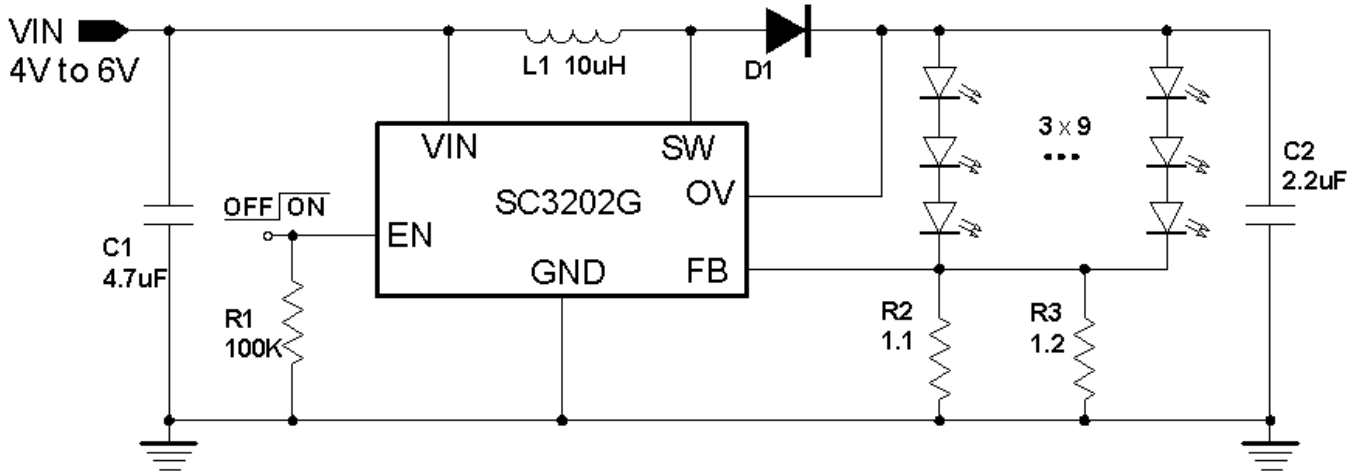 VIN
4V to 6V
L1 10uH
D1
VIN
SW
3 x 9
...
C2
2.2uF
OFF ON
SC3202G
OV
EN
C1
4.7uF
GND
FB
R1
100K
R2
1.1
R3
1.2